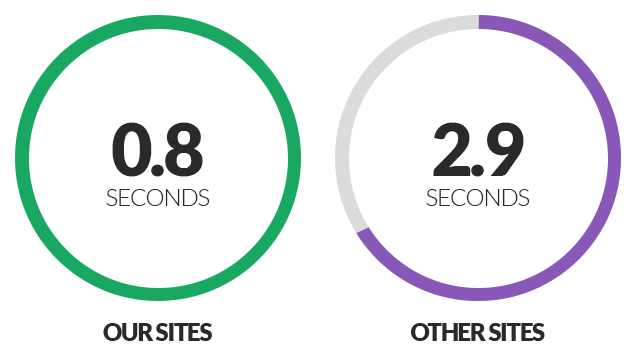 0.8
SECONDS
OUR SITES
2.9
SECONDS
OTHER SITES